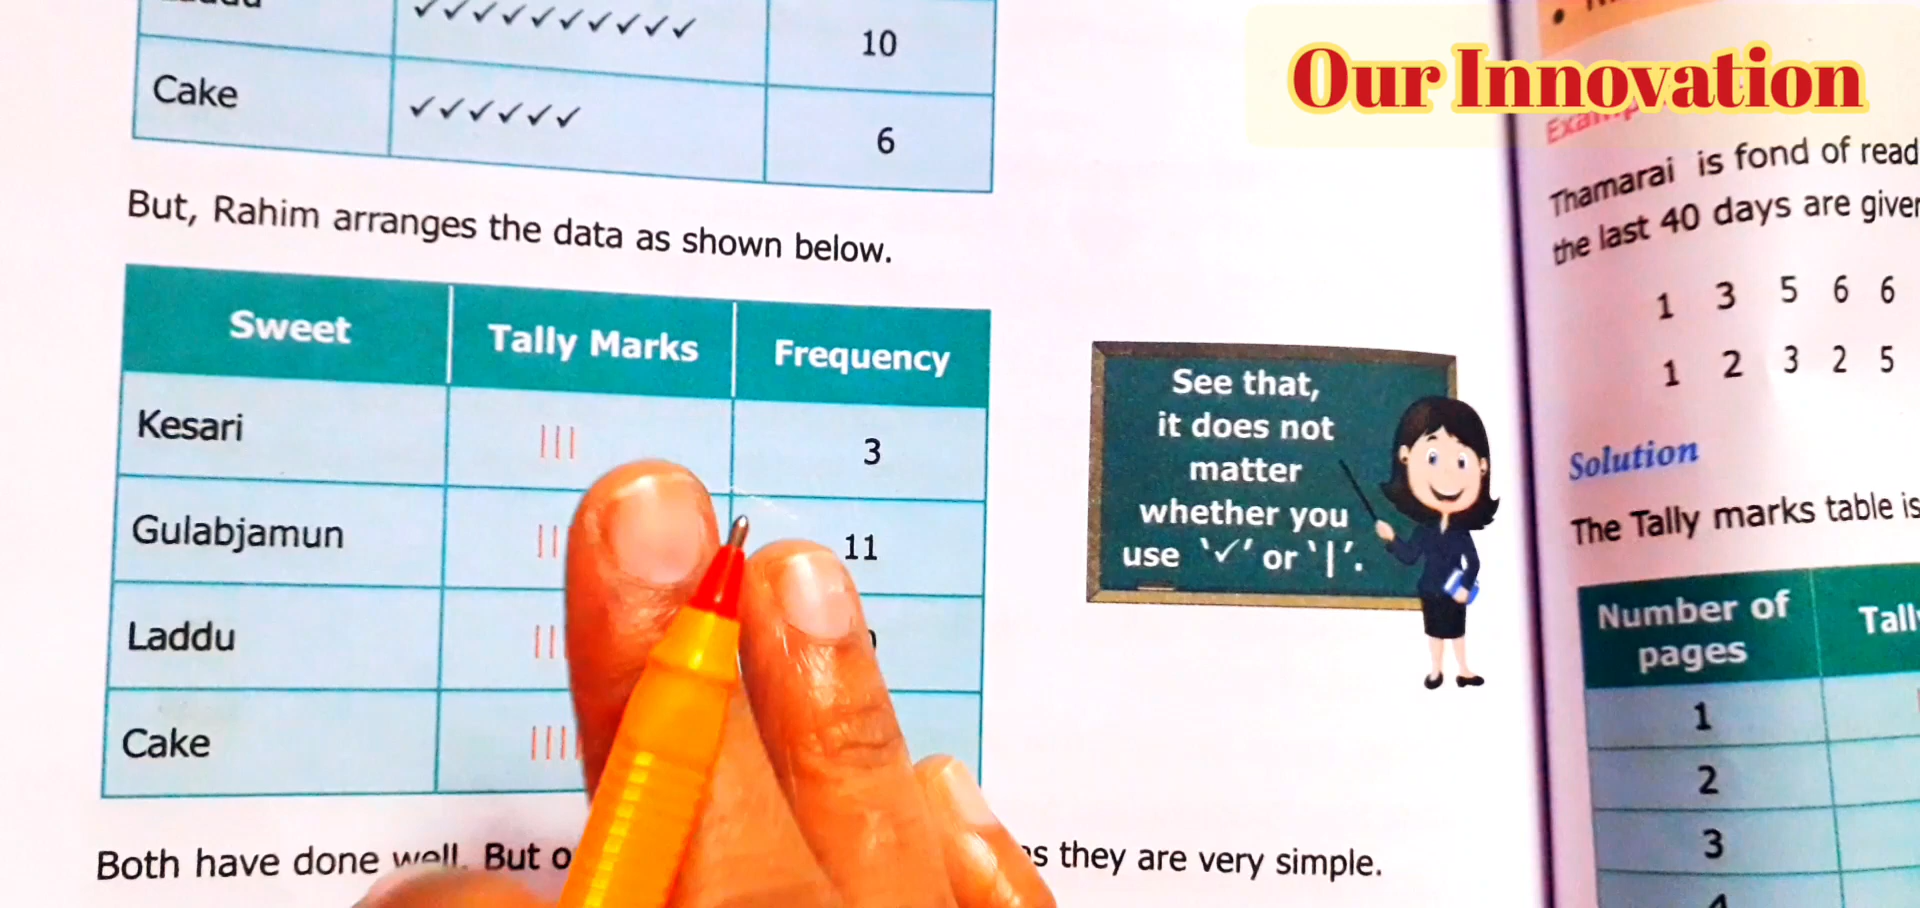 ✓✓✓✓✓✓✓✓✓✓ 10
Cake ✓✓✓✓✓✓ 6
But, Rahim arranges the data as shown below.
Sweet Tally Marks Frequency
Kesari ||| 3
Gulabjamun || 11
Laddu ||
Cake ||||
Both have done well. But
they are very simple.
See that,
it does not
matter
whether you
use ‘✓’ or ‘|’.
Our Innovation
Thamarai is fond of read
the last 40 days are given
1 3 5 6 6
1 2 3 2 5
Solution
The Tally marks table is
Number of
pages
Tally
1
2
3